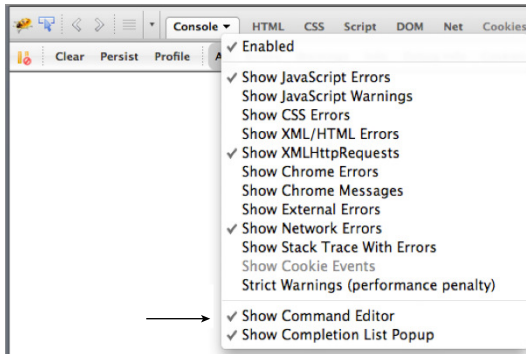 Console HTML CSS Script DOM Net Cookies
Clear Persist Profile
Enabled
Show JavaScript Errors
Show JavaScript Warnings
Show CSS Errors
Show XML/HTML Errors
Show XMLHttpRequests
Show Chrome Errors
Show Chrome Messages
Show External Errors
Show Network Errors
Show Stack Trace With Errors
Show Cookie Events
Strict Warnings (performance penalty)
Show Command Editor
Show Completion List Popup